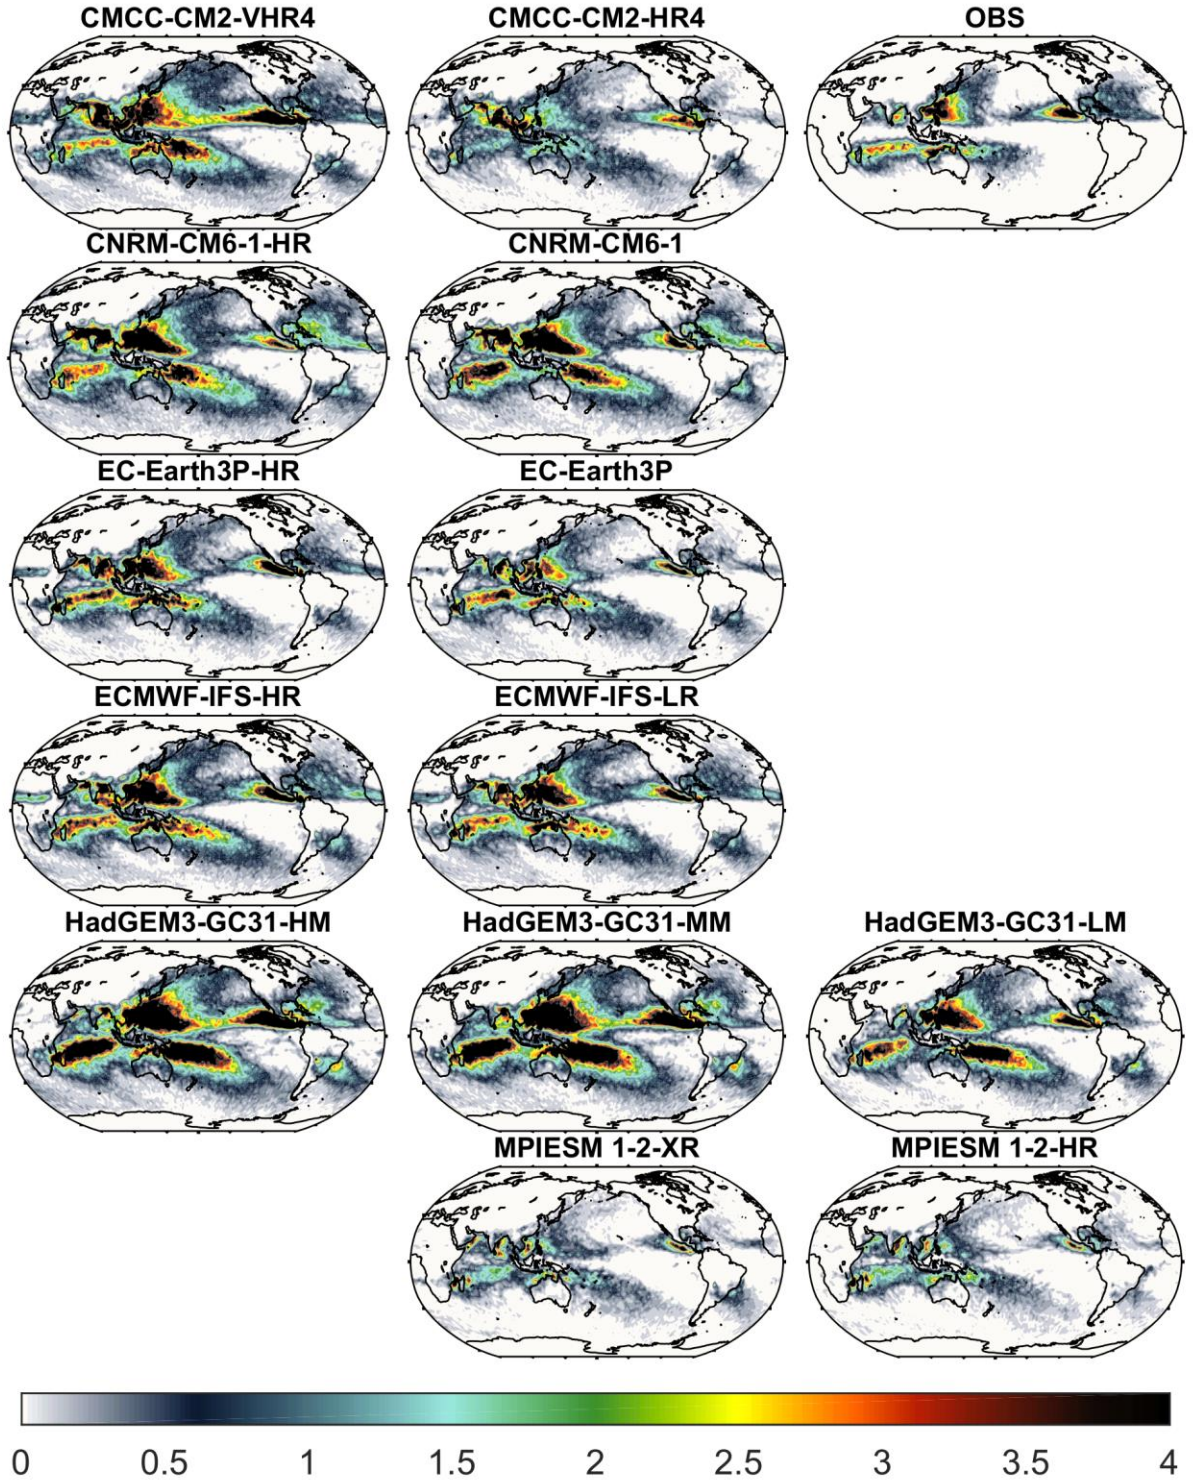 CMCC-CM2-VHR4 CMCC-CM2-HR4 OBS
CNRM-CM6-1-HR CNRM-CM6-1
EC-Earth3P-HR EC-Earth3P
ECMWF-IFS-HR ECMWF-IFS-LR
HadGEM3-GC31-HM HadGEM3-GC31-MM HadGEM3-GC31-LM
MPIESM 1-2-XR MPIESM 1-2-HR
0 0.5 1 1.5 2 2.5 3 3.5 4